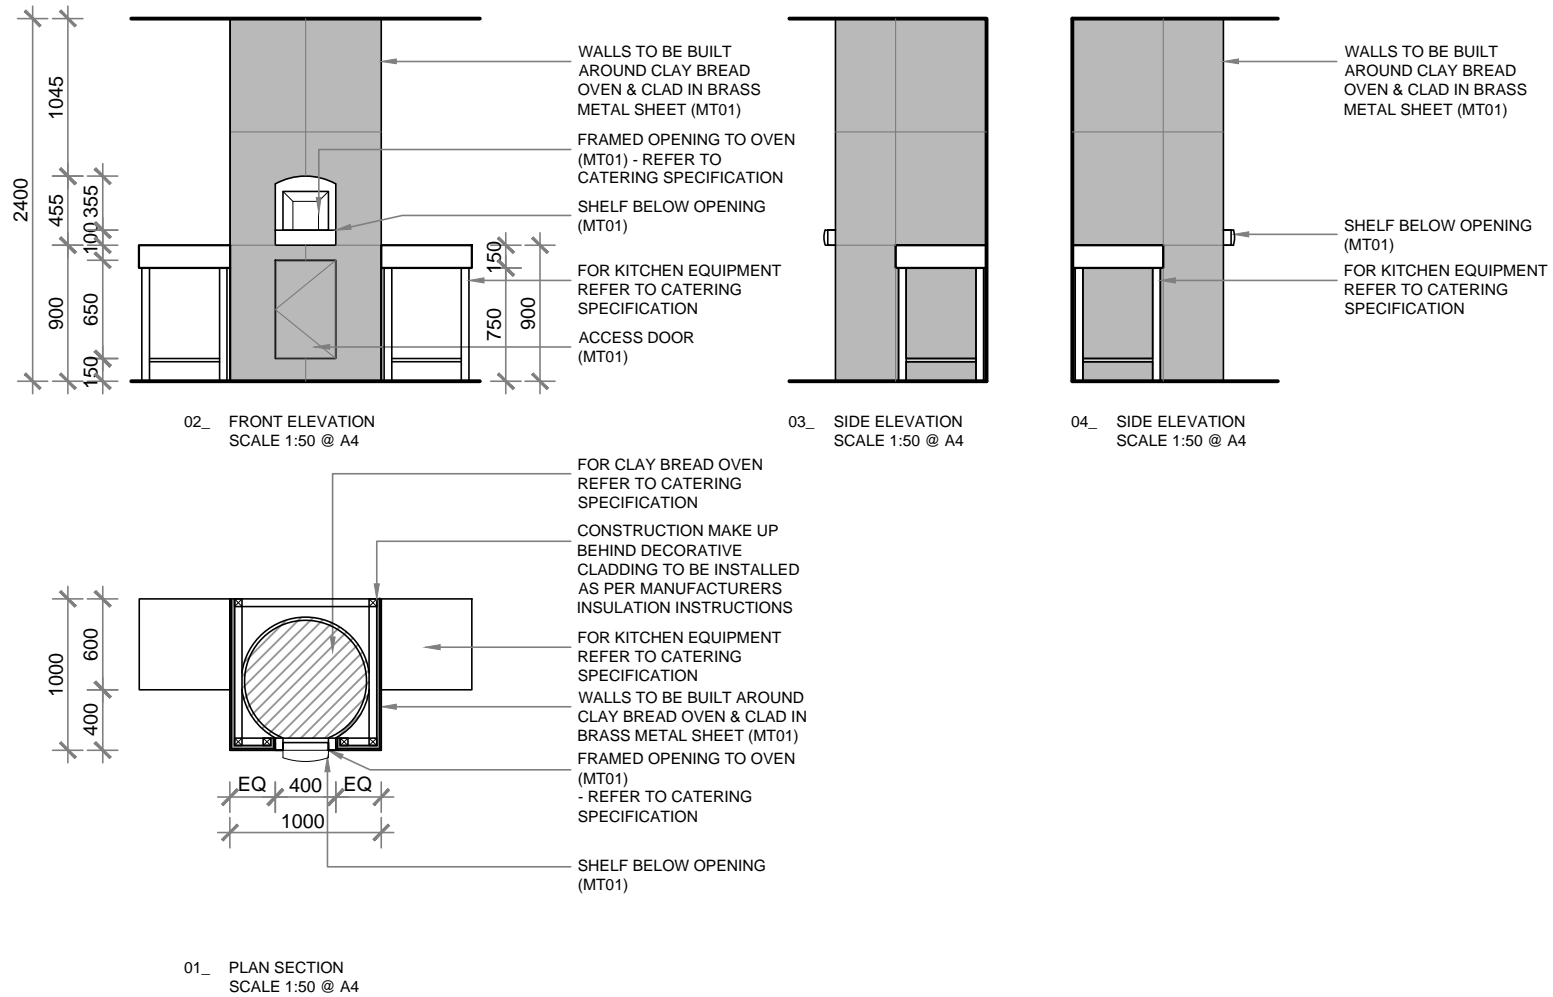 2400
1045
455
900
355
100
650
150
150
750
900
WALLS TO BE BUILT
AROUND CLAY BREAD
OVEN & CLAD IN BRASS
METAL SHEET (MT01)
FRAMED OPENING TO OVEN
(MT01) - REFER TO
CATERING SPECIFICATION
SHELF BELOW OPENING
(MT01)
FOR KITCHEN EQUIPMENT
REFER TO CATERING
SPECIFICATION
ACCESS DOOR
(MT01)
02_ FRONT ELEVATION
SCALE 1:50 @ A4
03_ SIDE ELEVATION
SCALE 1:50 @ A4
WALLS TO BE BUILT
AROUND CLAY BREAD
OVEN & CLAD IN BRASS
METAL SHEET (MT01)
SHELF BELOW OPENING
(MT01)
FOR KITCHEN EQUIPMENT
REFER TO CATERING
SPECIFICATION
04_ SIDE ELEVATION
SCALE 1:50 @ A4
FOR CLAY BREAD OVEN
REFER TO CATERING
SPECIFICATION
CONSTRUCTION MAKE UP
BEHIND DECORATIVE
CLADDING TO BE INSTALLED
AS PER MANUFACTURERS
INSULATION INSTRUCTIONS
FOR KITCHEN EQUIPMENT
REFER TO CATERING
SPECIFICATION
WALLS TO BE BUILT AROUND
CLAY BREAD OVEN & CLAD IN
BRASS METAL SHEET (MT01)
FRAMED OPENING TO OVEN
(MT01)
- REFER TO CATERING
SPECIFICATION
SHELF BELOW OPENING
(MT01)
1000
600
400
EQ 400 EQ
1000
01_ PLAN SECTION
SCALE 1:50 @ A4